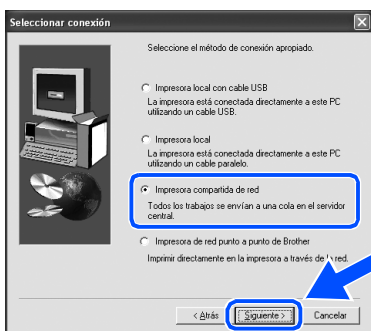 Seleccionar conexión
Seleccione el método de conexión apropiado.
Impresora local con cable USB
La impresora está conectada directamente a este PC
utilizando un cable USB.
Impresora local
La impresora está conectada directamente a este PC
utilizando un cable paralelo.
Impresora compartida de red
Todos los trabajos se envían a una cola en el servidor
central.
Impresora de red punto a punto de Brother
Imprimir directamente en la impresora a través de la red.
< Atrás
Siguiente >
Cancelar